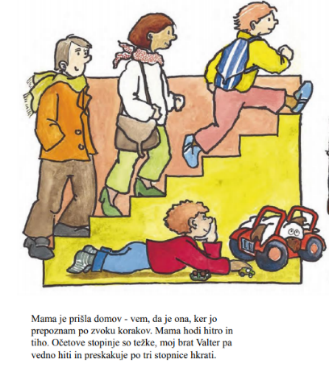 Mama je prišla domov - vem, da je ona, ker jo
prepoznam po zvoku korakov. Mama hodi hitro in
tiho. Očetove stopinje so težke, moj brat Valter pa
vedno hiti in preskakuje po tri stopnice hkrati.